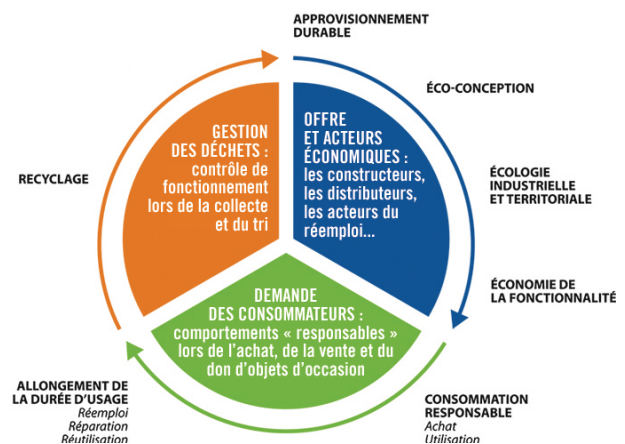 APPROVISIONNEMENT
DURABLE
ÉCO-CONCEPTION
ÉCOLOGIE
INDUSTRIELLE
ET TERRITORIALE
ÉCONOMIE DE
LA FONCTIONNALITÉ
CONSOMMATION
RESPONSABLE
Achat
Utilisation
ALLONGEMENT DE
LA DURÉE D'USAGE
Réemploi
Réparation
Réutilisation
RECYCLAGE
GESTION
DES DÉCHETS :
contrôle de
fonctionnement
lors de la collecte
et du tri
OFFRE
ET ACTEURS
ÉCONOMIQUES :
les constructeurs,
les distributeurs,
les acteurs du
réemploi...
DEMANDE
DES CONSOMMATEURS :
comportements « responsables »
lors de l'achat, de la vente et du
don d'objets d'occasion